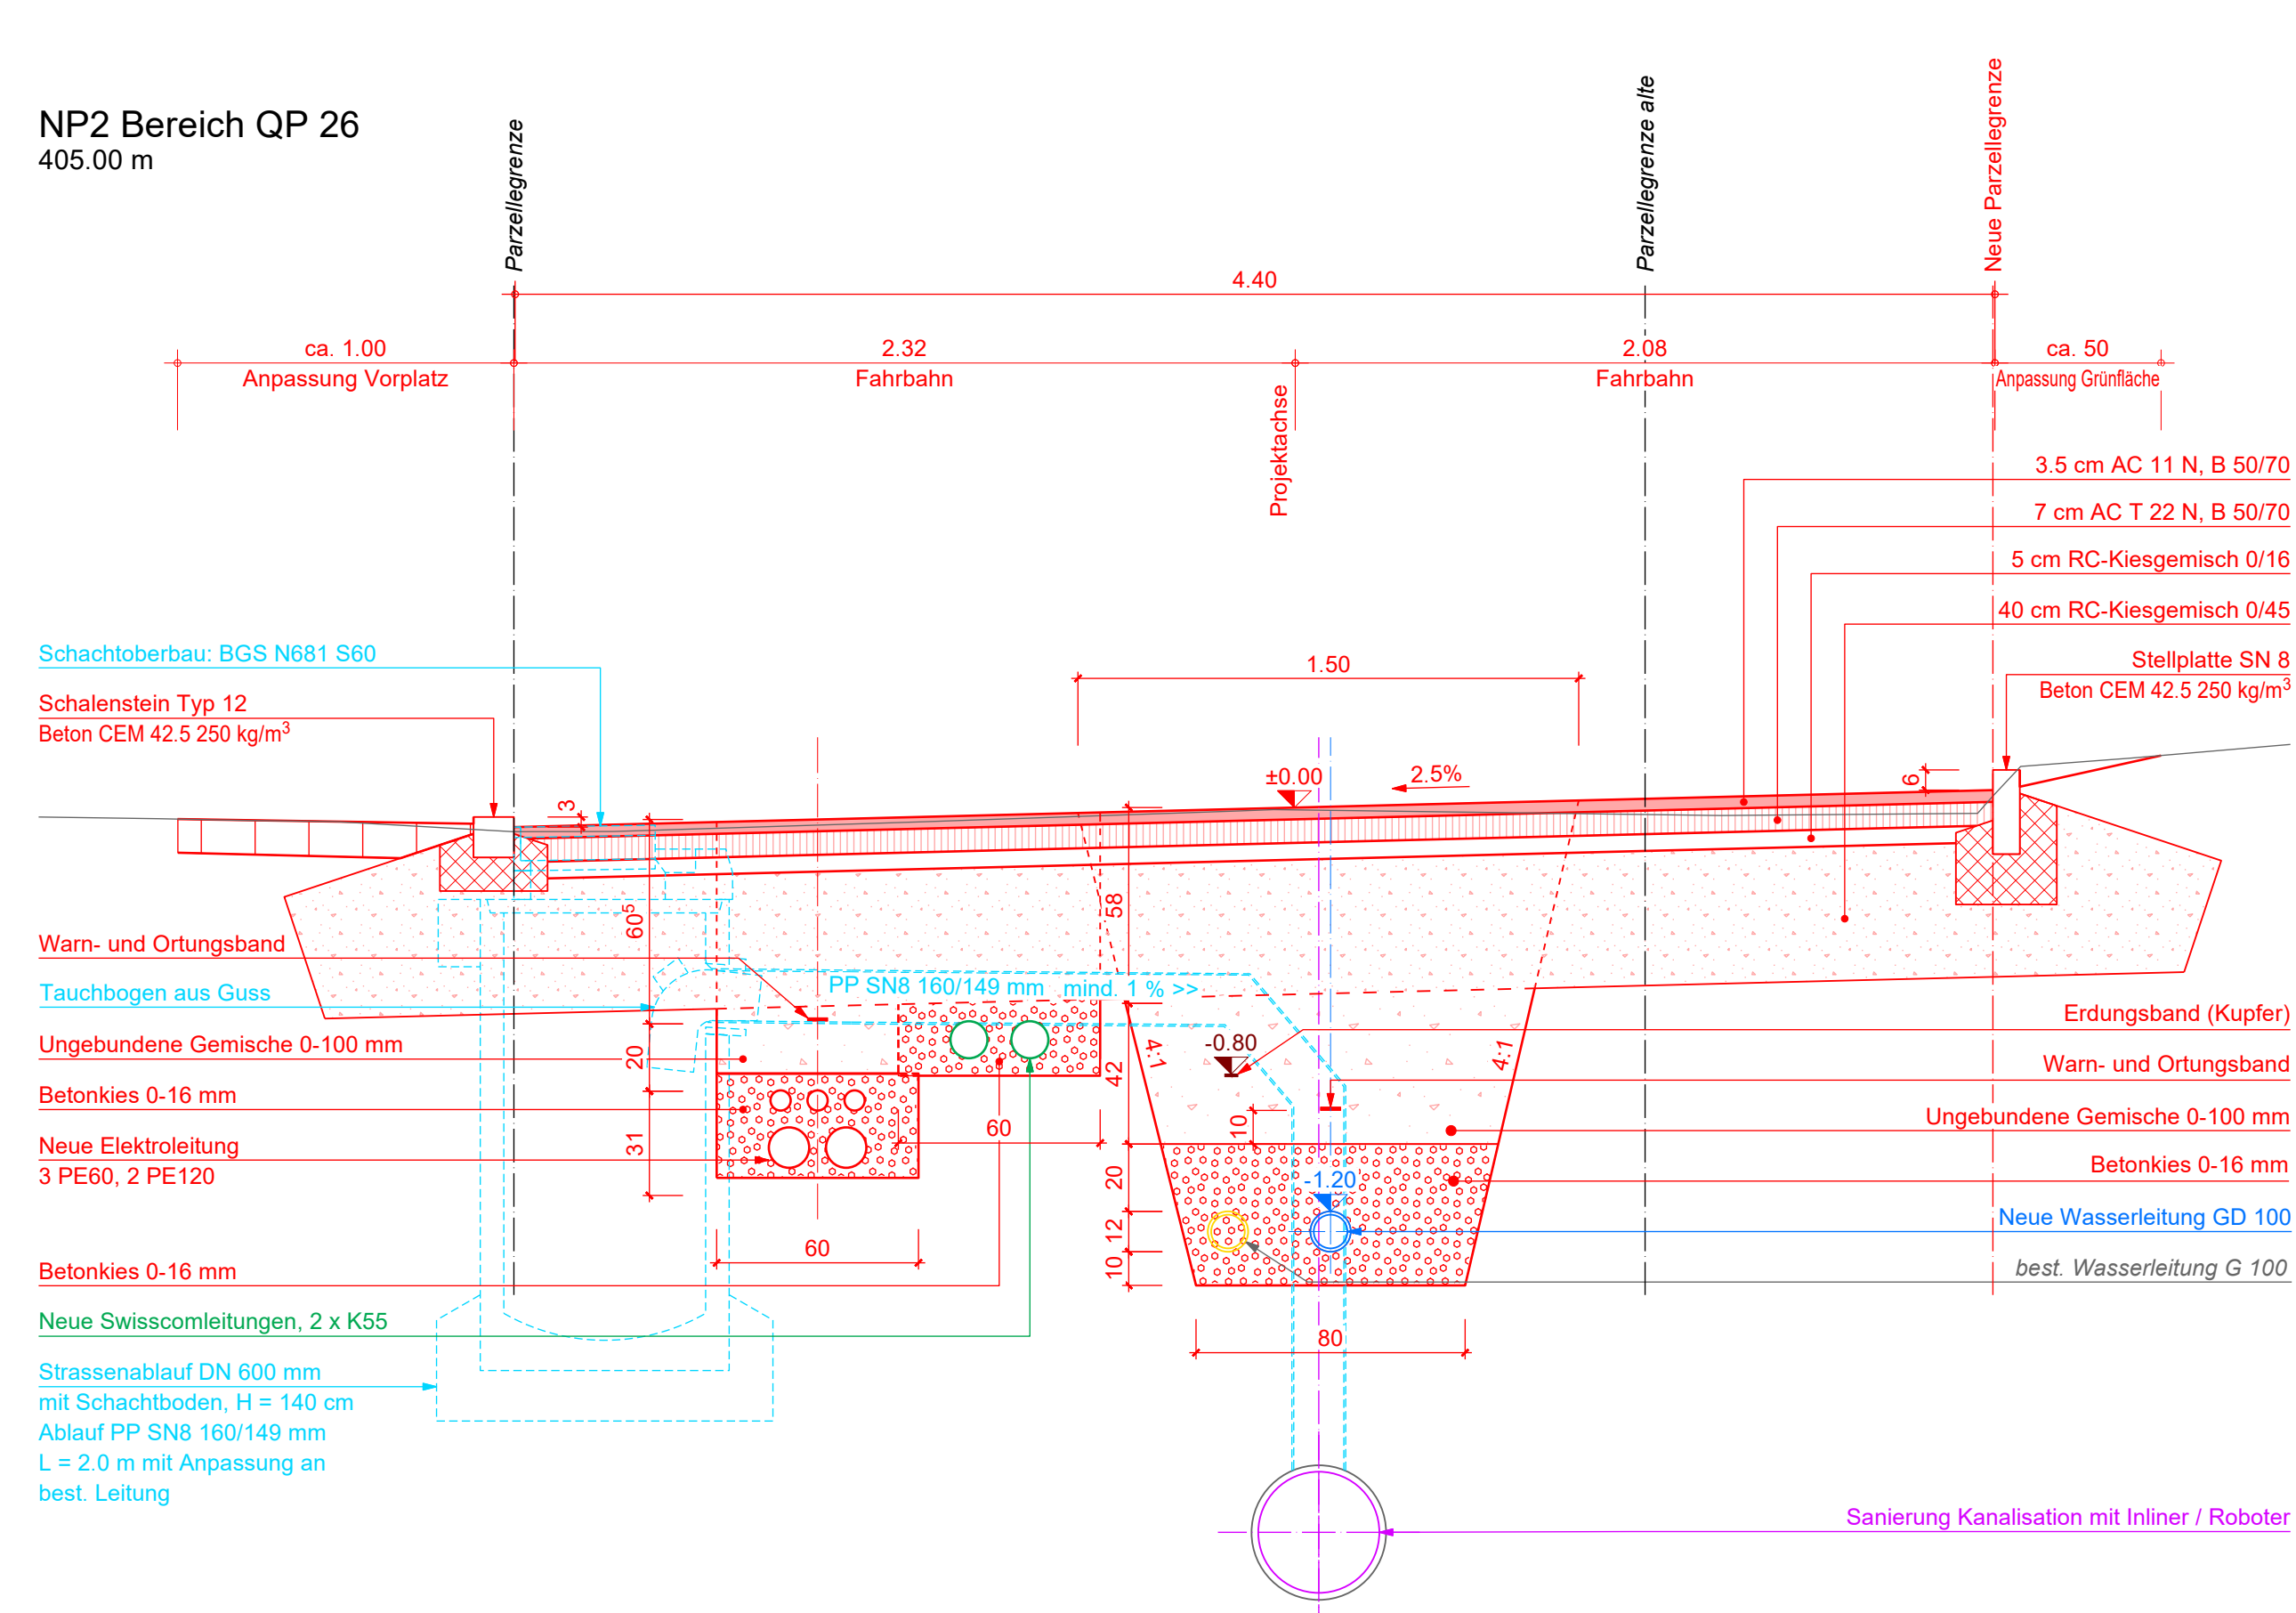 NP2 Bereich QP 26
405.00 m
Parzellegrenze
Parzellegrenze alte
Neue Parzellegrenze
4.40
ca. 1.00
2.32
2.08
ca. 50
Anpassung Vorplatz
Fahrbahn
Fahrbahn
Anpassung Grünfläche
Projektachse
3.5 cm AC 11 N, B 50/70
7 cm AC T 22 N, B 50/70
5 cm RC-Kiesgemisch 0/16
40 cm RC-Kiesgemisch 0/45
Stellplatte SN 8
Beton CEM 42.5 250 kg/m³
Schachtoberbau: BGS N681 S60
Schalenstein Typ 12
Beton CEM 42.5 250 kg/m³
1.50
±0.00
2.5%
6
3
60⁵
58
Warn- und Ortungsband
Tauchbogen aus Guss
PP SN8 160/149 mm mind. 1 % >>
Ungebundene Gemische 0-100 mm
Betonkies 0-16 mm
Neue Elektroleitung
3 PE60, 2 PE120
Betonkies 0-16 mm
Neue Swisscomleitungen, 2 x K55
Strassenablauf DN 600 mm
mit Schachtboden, H = 140 cm
Ablauf PP SN8 160/149 mm
L = 2.0 m mit Anpassung an
best. Leitung
20
31
60
60
42
20
12
10
4:1
4:1
-0.80
10
-1.20
80
Erdungsband (Kupfer)
Warn- und Ortungsband
Ungebundene Gemische 0-100 mm
Betonkies 0-16 mm
Neue Wasserleitung GD 100
best. Wasserleitung G 100
Sanierung Kanalisation mit Inliner / Roboter